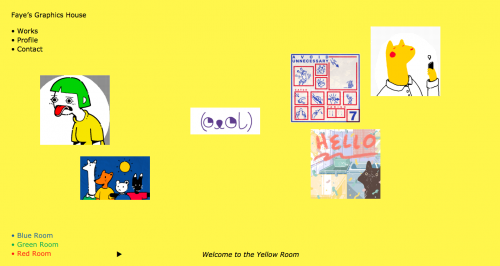 Faye's Graphics House
• Works
• Profile
• Contact
AVOID
UNNECESSARY
7
HELLO
• Blue Room
• Green Room
• Red Room
Welcome to the Yellow Room